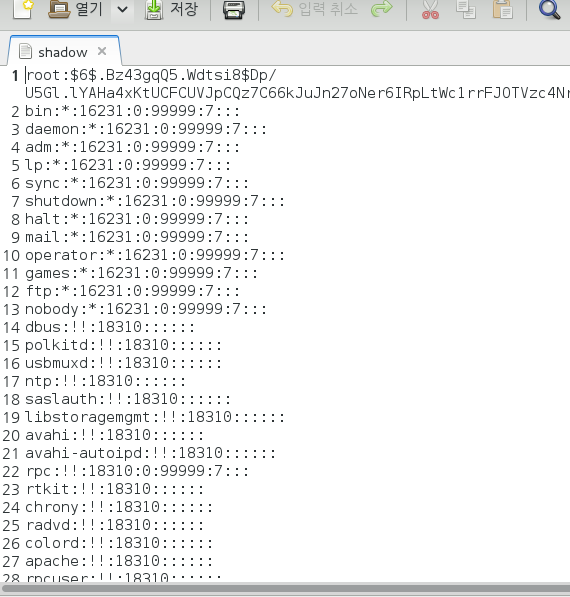 열기 저장 입력 취소
shadow
1 root:$6$.Bz43gqQ5.Wdtsi8$Dp/
U5Gl.lYAHa4xKtUCFCUVJpCQz7C66kJuJn27oNer6IRpLtWc1rrFJOTVzc4Nr
2 bin:*:16231:0:99999:7:::
3 daemon:*:16231:0:99999:7:::
4 adm:*:16231:0:99999:7:::
5 lp:*:16231:0:99999:7:::
6 sync:*:16231:0:99999:7:::
7 shutdown:*:16231:0:99999:7:::
8 halt:*:16231:0:99999:7:::
9 mail:*:16231:0:99999:7:::
10 operator:*:16231:0:99999:7:::
11 games:*:16231:0:99999:7:::
12 ftp:*:16231:0:99999:7:::
13 nobody:*:16231:0:99999:7:::
14 dbus:!!:18310::::::
15 polkitd:!!:18310::::::
16 usbmuxd:!!:18310::::::
17 ntp:!!:18310::::::
18 saslauth:!!:18310::::::
19 libstoragemgmt:!!:18310::::::
20 avahi:!!:18310::::::
21 avahi-autoipd:!!:18310::::::
22 rpc:!!:18310:0:99999:7:::
23 rtkit:!!:18310::::::
24 chrony:!!:18310::::::
25 radvd:!!:18310::::::
26 colord:!!:18310::::::
27 apache:!!:18310::::::
28 rpcuser:!!:18310::::::